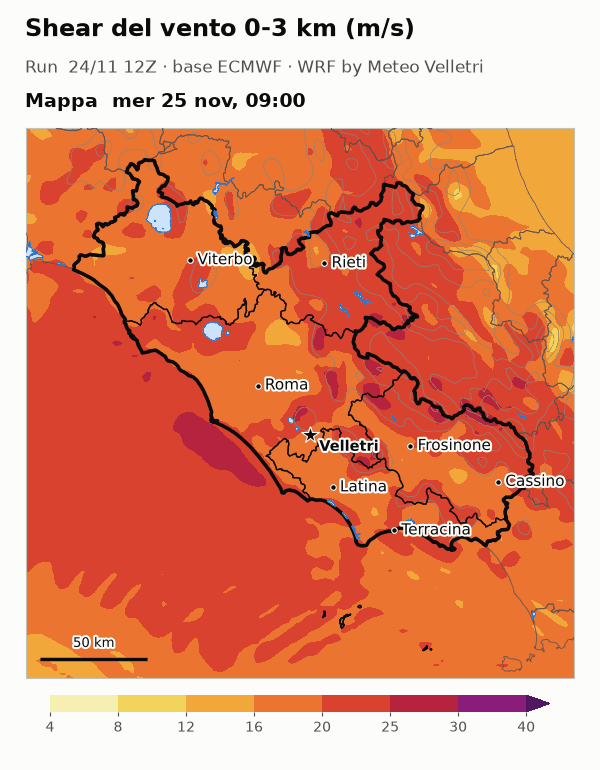 Shear del vento 0-3 km (m/s)
Run  24/11 12Z · base ECMWF · WRF by Meteo Velletri
Mappa  mer 25 nov, 09:00
Viterbo
Rieti
Roma
Velletri
Frosinone
Latina
Cassino
Terracina
50 km
4 8 12 16 20 25 30 40